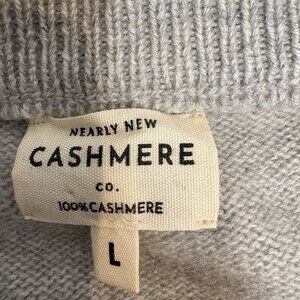 NEARLY NEW
CASHMERE
CO.
100% CASHMERE
L